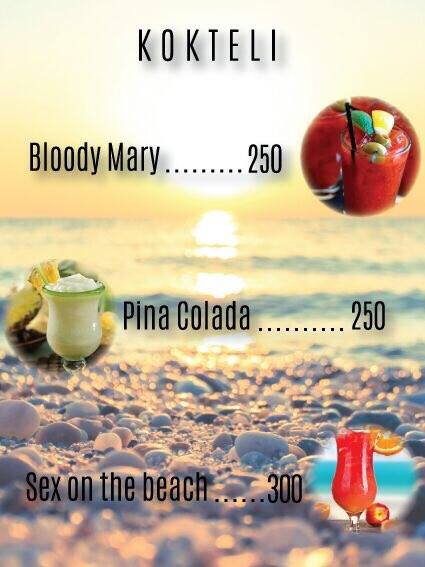 KOKTELI
Bloody Mary ......... 250
Pina Colada .......... 250
Sex on the beach ......300